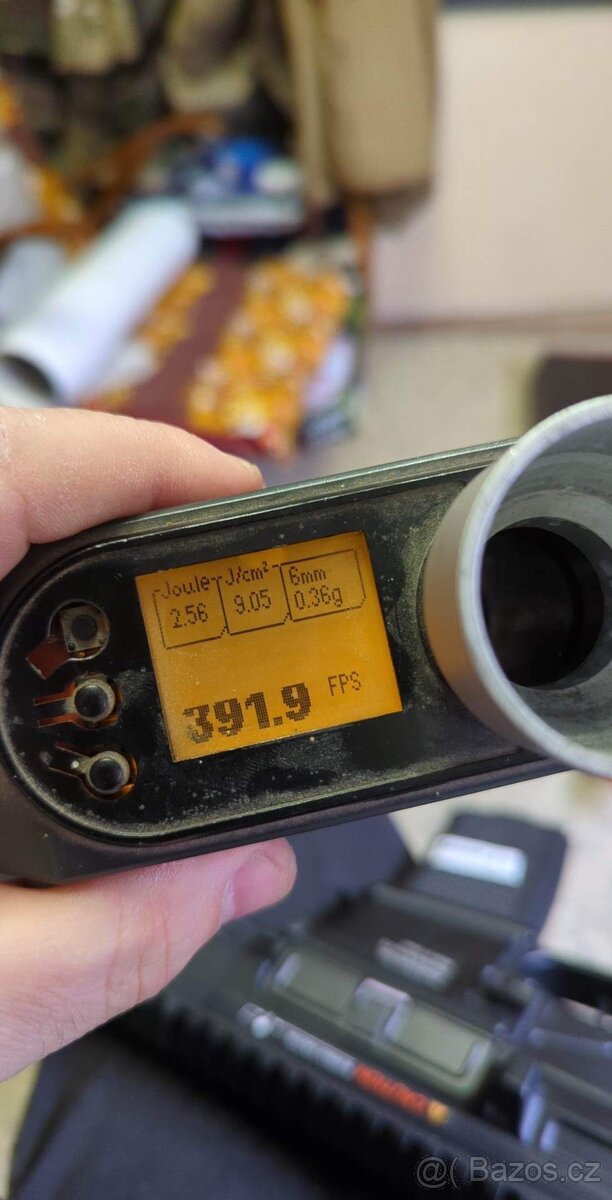 Joule J/cm² 6mm
2.56 9.05 0.36g
391.9 FPS
@( Bazos.cz